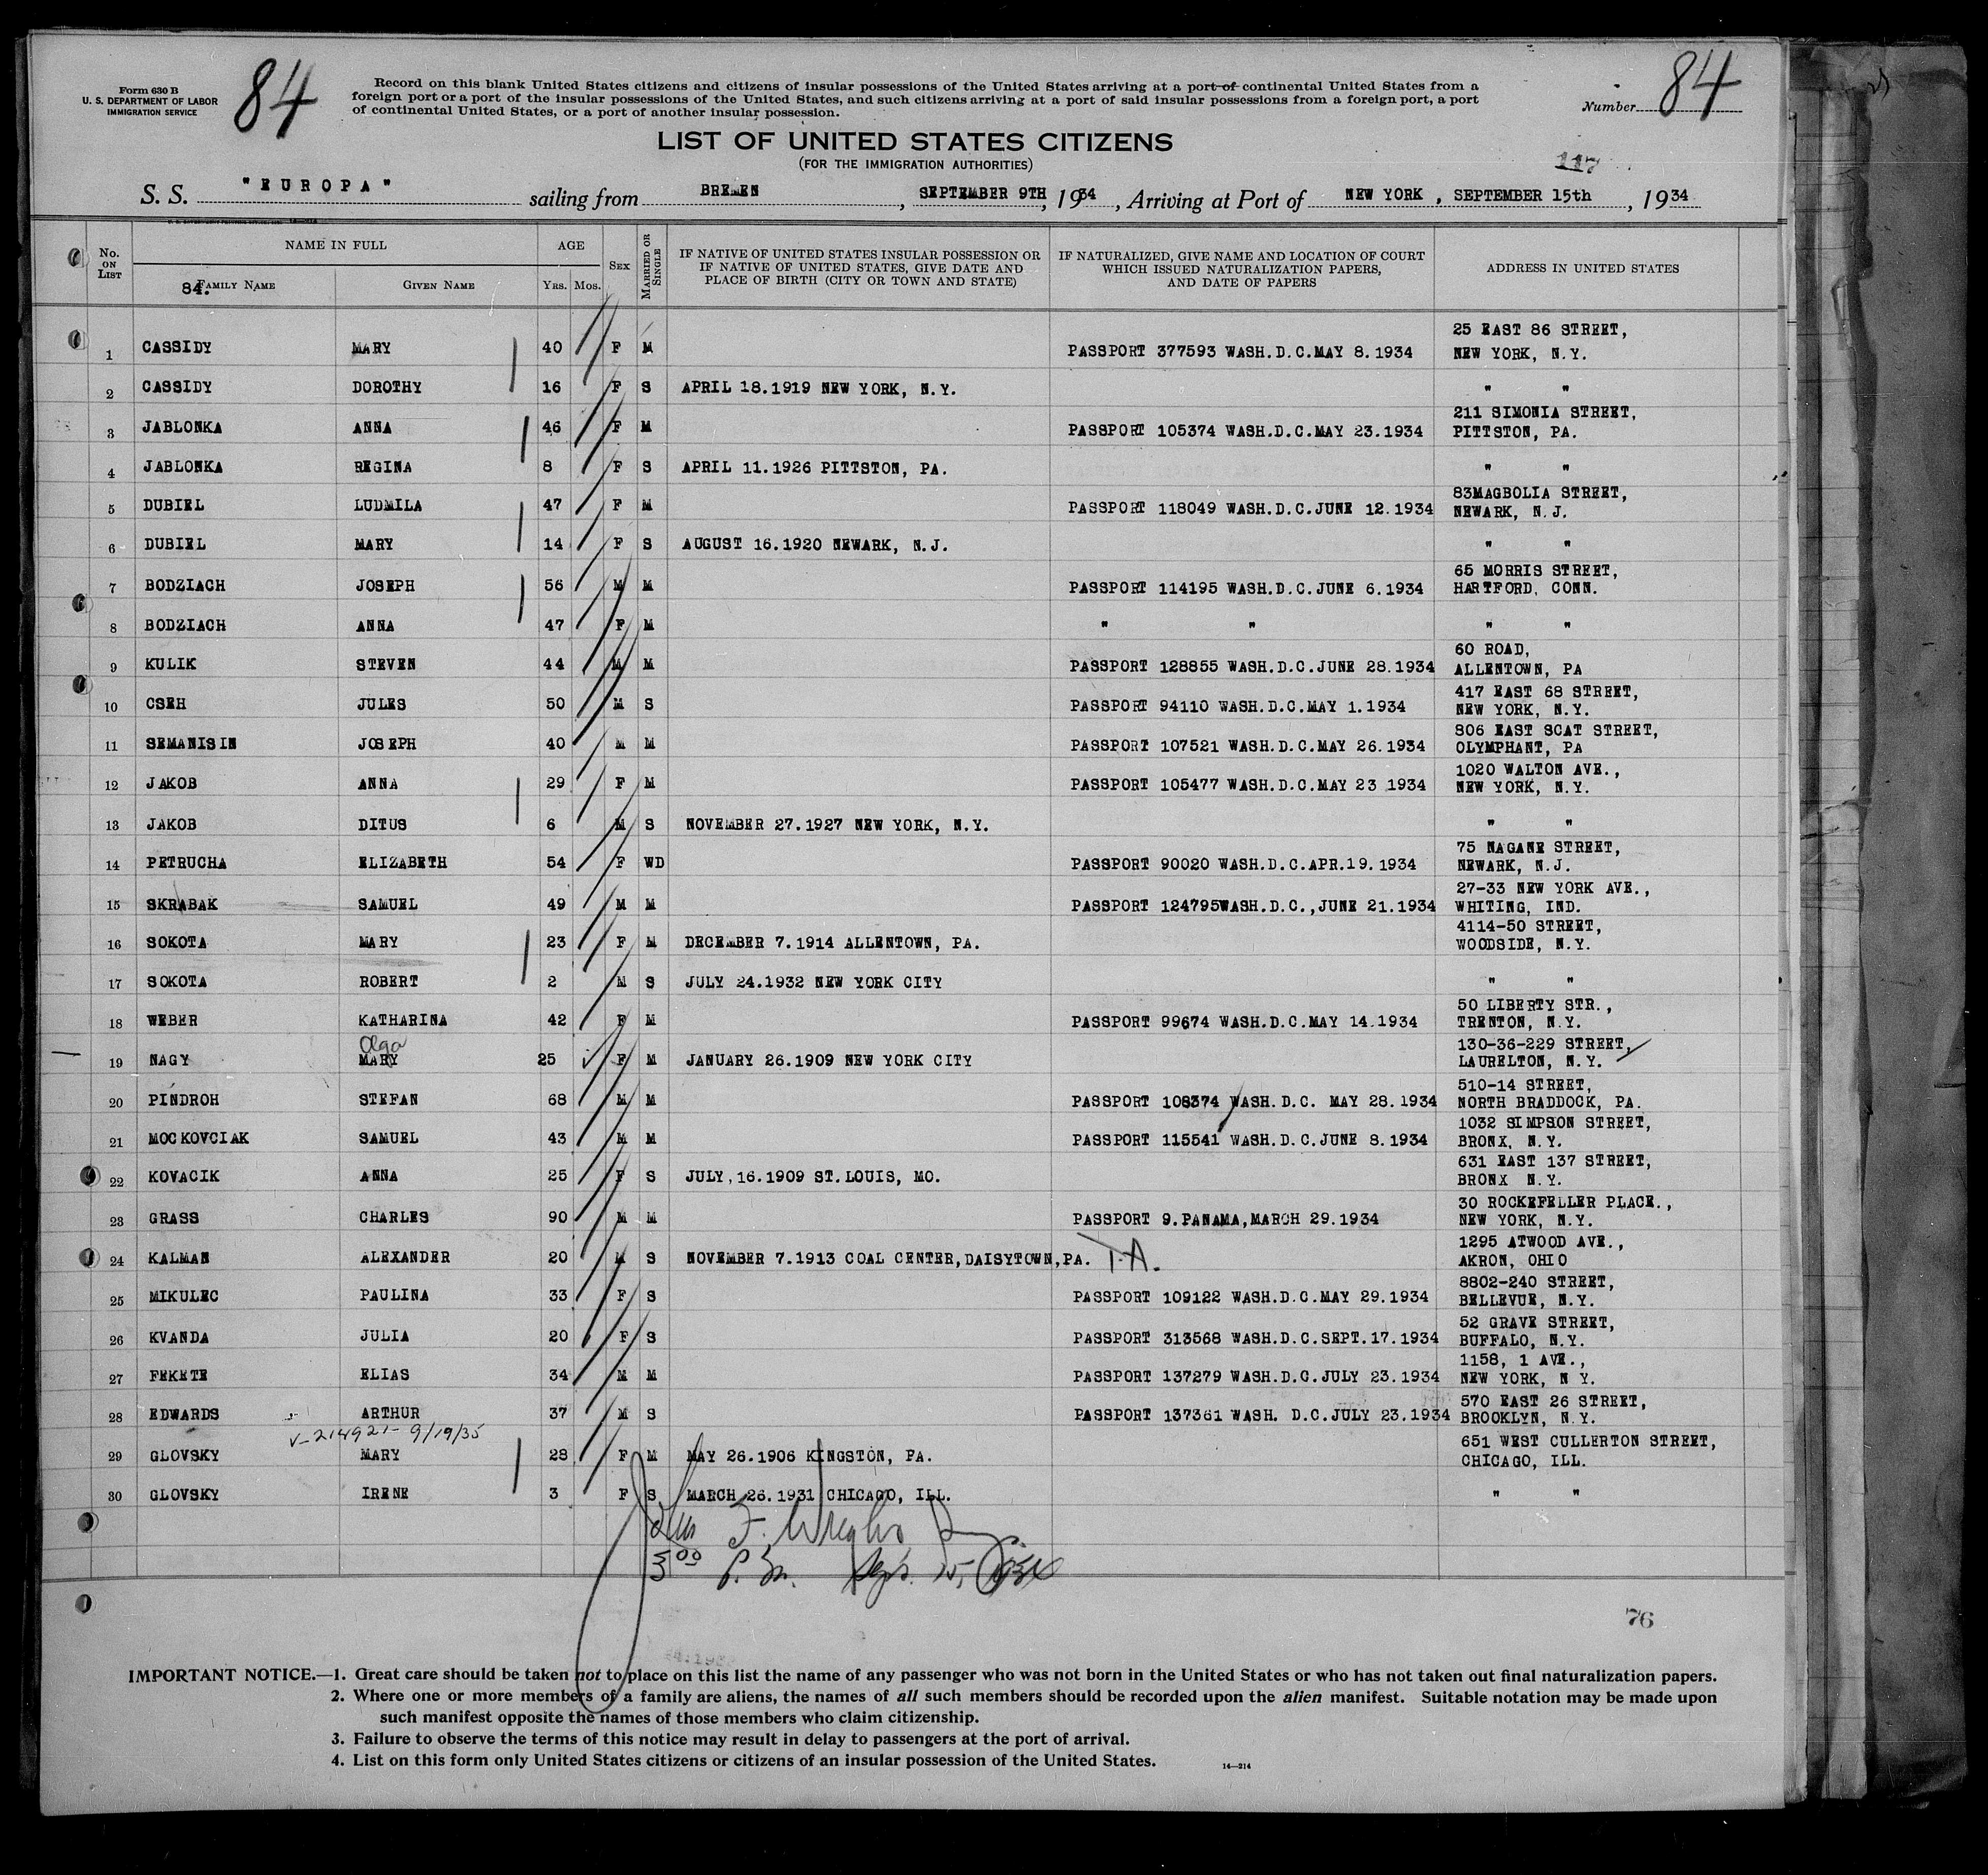 Form 630 B
U. S. DEPARTMENT OF LABOR
IMMIGRATION SERVICE
84
Record on this blank United States citizens and citizens of insular possessions of the United States arriving at a port of continental United States from a
foreign port or a port of the insular possessions of the United States, and such citizens arriving at a port of said insular possessions from a foreign port, a port
of continental United States, or a port of another insular possession.
Number 84
LIST OF UNITED STATES CITIZENS
(FOR THE IMMIGRATION AUTHORITIES)
117
S. S. "EUROPA" sailing from BREMEN, SEPTEMBER 9TH, 1934, Arriving at Port of NEW YORK, SEPTEMBER 15th, 1934
No. ON LIST
NAME IN FULL
84.
FAMILY NAME
GIVEN NAME
AGE
YRS. MOS.
SEX
MARRIED OR SINGLE
IF NATIVE OF UNITED STATES INSULAR POSSESSION OR
IF NATIVE OF UNITED STATES, GIVE DATE AND
PLACE OF BIRTH (CITY OR TOWN AND STATE)
IF NATURALIZED, GIVE NAME AND LOCATION OF COURT
WHICH ISSUED NATURALIZATION PAPERS,
AND DATE OF PAPERS
ADDRESS IN UNITED STATES
25 EAST 86 STREET,
1 CASSIDY MARY 40 F M PASSPORT 377593 WASH.D.C.MAY 8.1934 NEW YORK, N.Y.
2 CASSIDY DOROTHY 16 F S APRIL 18.1919 NEW YORK, N.Y. " "
211 SIMONIA STREET,
3 JABLONKA ANNA 46 F M PASSPORT 105374 WASH.D.C.MAY 23.1934 PITTSTON, PA.
4 JABLONKA REGINA 8 F S APRIL 11.1926 PITTSTON, PA. " "
83MAGBOLIA STREET,
5 DUBIEL LUDMILA 47 F M PASSPORT 118049 WASH.D.C.JUNE 12.1934 NEWARK, N.J.
6 DUBIEL MARY 14 F S AUGUST 16.1920 NEWARK, N.J. " "
65 MORRIS STREET,
7 BODZIACH JOSEPH 56 M M PASSPORT 114195 WASH.D.C.JUNE 6.1934 HARTFORD, CONN.
8 BODZIACH ANNA 47 F M " " " "
60 ROAD,
9 KULIK STEVEN 44 M M PASSPORT 128855 WASH.D.C.JUNE 28.1934 ALLENTOWN, PA
417 EAST 68 STREET,
10 CSEH JULES 50 M S PASSPORT 94110 WASH.D.C.MAY 1.1934 NEW YORK, N.Y.
806 EAST SCAT STREET,
11 SEMANISIN JOSEPH 40 M M PASSPORT 107521 WASH.D.C.MAY 26.1934 OLYMPHANT, PA
1020 WALTON AVE.,
12 JAKOB ANNA 29 F M PASSPORT 105477 WASH.D.C.MAY 23 1934 NEW YORK, N.Y.
13 JAKOB DITUS 6 M S NOVEMBER 27.1927 NEW YORK, N.Y. " "
75 NAGANE STREET,
14 PETRUCHA ELIZABETH 54 F WD PASSPORT 90020 WASH.D.C.APR.19.1934 NEWARK, N.J.
27-33 NEW YORK AVE.,
15 SKRABAK SAMUEL 49 M M PASSPORT 124795WASH.D.C.,JUNE 21.1934 WHITING, IND.
4114-50 STREET,
16 SOKOTA MARY 23 F M DECEMBER 7.1914 ALLENTOWN, PA. WOODSIDE, N.Y.
17 SOKOTA ROBERT 2 M S JULY 24.1932 NEW YORK CITY " "
50 LIBERTY STR.,
18 WEBER KATHARINA 42 F M PASSPORT 99674 WASH.D.C.MAY 14.1934 TRENTON, N.Y.
Olga
130-36-229 STREET,
19 NAGY MARY 25 F M JANUARY 26.1909 NEW YORK CITY LAURELTON, N.Y.
510-14 STREET,
20 PINDROH STEFAN 68 M M PASSPORT 108374 WASH.D.C. MAY 28.1934 NORTH BRADDOCK, PA.
1032 SIMPSON STREET,
21 MOCKOVCIAK SAMUEL 43 M M PASSPORT 115541 WASH.D.C.JUNE 8.1934 BRONX, N.Y.
631 EAST 137 STREET,
22 KOVACIK ANNA 25 F S JULY,16.1909 ST.LOUIS, MO. BRONX N.Y.
30 ROCKEFELLER PLACE.,
23 GRASS CHARLES 90 M M PASSPORT 9.PANAMA,MARCH 29.1934 NEW YORK, N.Y.
1295 ATWOOD AVE.,
24 KALMAN ALEXANDER 20 M S NOVEMBER 7.1913 COAL CENTER,DAISYTOWN,PA. T.A. AKRON, OHIO
8802-240 STREET,
25 MIKULEC PAULINA 33 F S PASSPORT 109122 WASH.D.C.MAY 29.1934 BELLEVUE, N.Y.
52 GRAVE STREET,
26 KVANDA JULIA 20 F S PASSPORT 313568 WASH.D.C.SEPT.17.1934 BUFFALO, N.Y.
1158, 1 AVE.,
27 FEKETE ELIAS 34 M M PASSPORT 137279 WASH.D.C.JULY 23.1934 NEW YORK, N Y.
570 EAST 26 STREET,
28 EDWARDS ARTHUR 37 M S PASSPORT 137361 WASH. D.C.JULY 23.1934 BROOKLYN, N.Y.
V-214921- 9/19/35
651 WEST CULLERTON STREET,
29 GLOVSKY MARY 28 F M MAY 26.1906 KINGSTON, PA. CHICAGO, ILL.
30 GLOVSKY IRENE 3 F S MARCH 26.1931 CHICAGO, ILL. " "
F.
5 00 P.M. Sept. 15, 1934
76
IMPORTANT NOTICE.—1. Great care should be taken not to place on this list the name of any passenger who was not born in the United States or who has not taken out final naturalization papers.
2. Where one or more members of a family are aliens, the names of all such members should be recorded upon the alien manifest. Suitable notation may be made upon
such manifest opposite the names of those members who claim citizenship.
3. Failure to observe the terms of this notice may result in delay to passengers at the port of arrival.
4. List on this form only United States citizens or citizens of an insular possession of the United States.
14—214